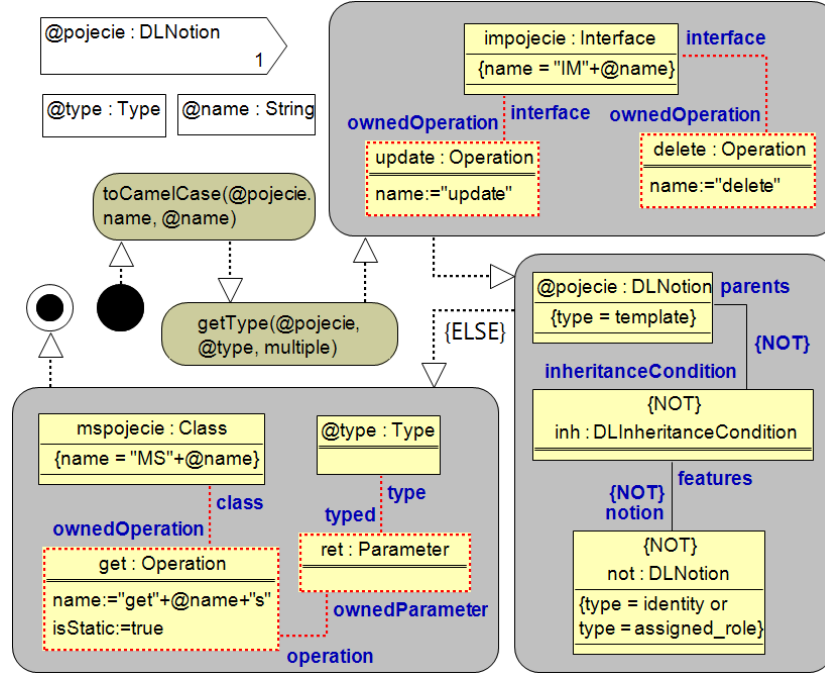 @pojecie : DLNotion
1
@type : Type
@name : String
impojecie : Interface
{name = "IM"+@name}
interface
interface
ownedOperation
ownedOperation
update : Operation
name:="update"
delete : Operation
name:="delete"
toCamelCase(@pojecie.
name, @name)
getType(@pojecie,
@type, multiple)
{ELSE}
@pojecie : DLNotion
{type = template}
parents
{NOT}
inheritanceCondition
{NOT}
inh : DLInheritanceCondition
features
{NOT}
notion
{NOT}
not : DLNotion
{type = identity or
type = assigned_role}
mspojecie : Class
{name = "MS"+@name}
class
ownedOperation
@type : Type
type
typed
get : Operation
name:="get"+@name+"s"
isStatic:=true
ret : Parameter
ownedParameter
operation